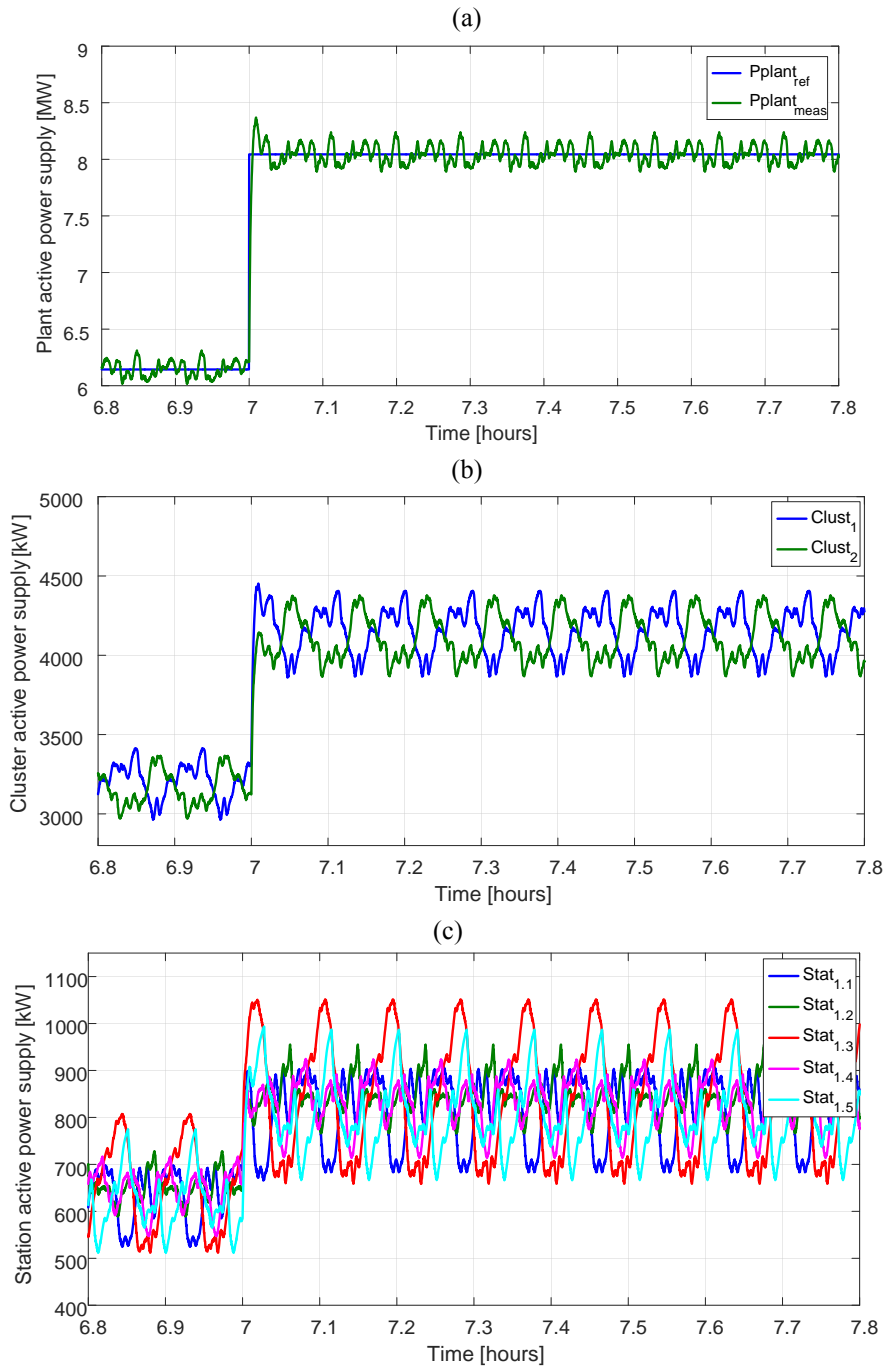 (a)
9
8.5
8
7.5
7
6.5
6
Plant active power supply [MW]
Pplant_ref
Pplant_meas
6.8 6.9 7 7.1 7.2 7.3 7.4 7.5 7.6 7.7 7.8
Time [hours]
(b)
5000
4500
4000
3500
3000
Cluster active power supply[kW]
Clust_1
Clust_2
6.8 6.9 7 7.1 7.2 7.3 7.4 7.5 7.6 7.7 7.8
Time [hours]
(c)
1100
1000
900
800
700
600
500
400
Station active power supply [kW]
Stat_1.1
Stat_1.2
Stat_1.3
Stat_1.4
Stat_1.5
6.8 6.9 7 7.1 7.2 7.3 7.4 7.5 7.6 7.7 7.8
Time [hours]